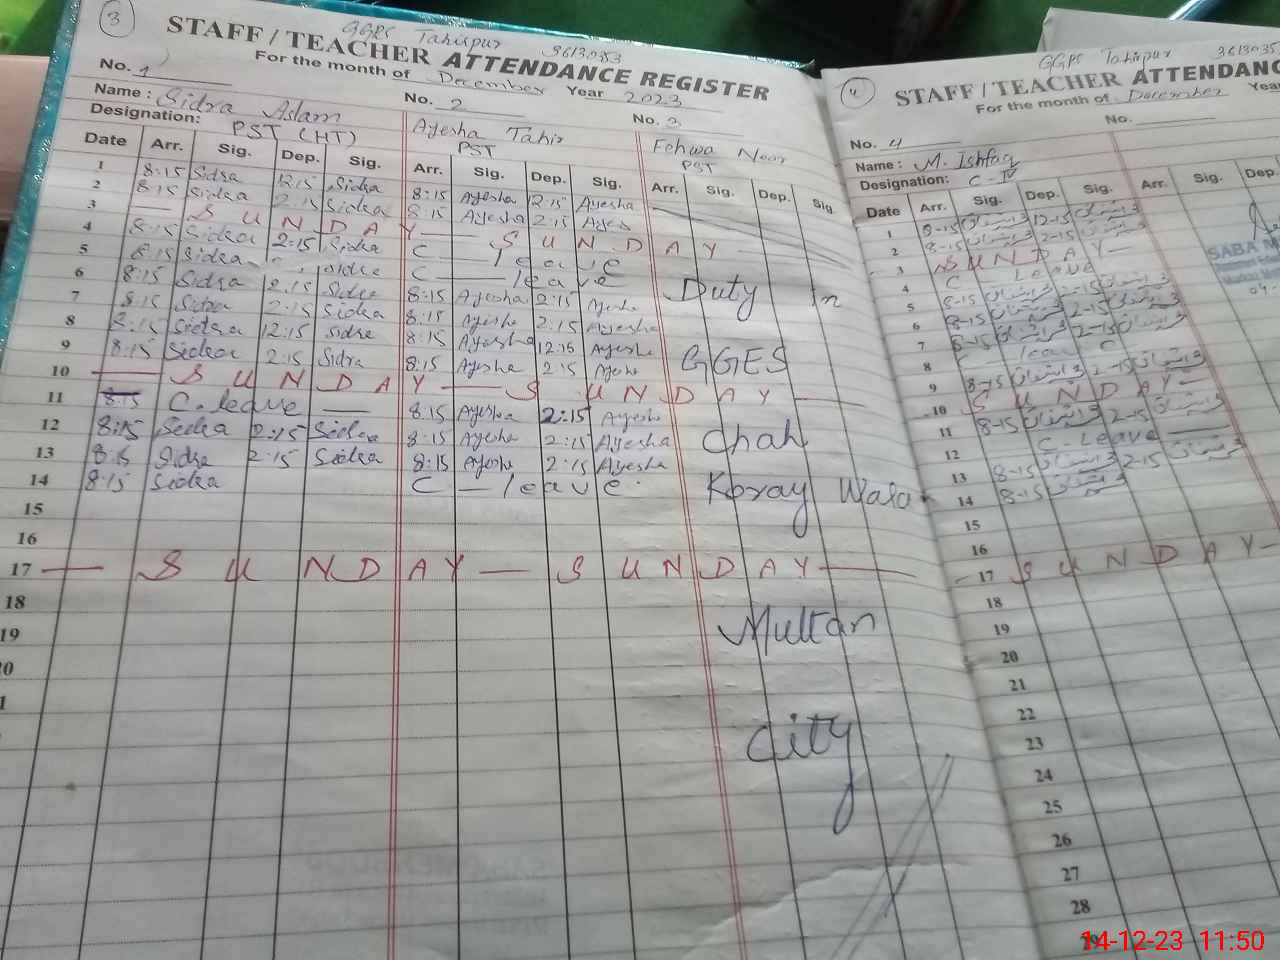 3 GGPS Tahirpur 36130353
STAFF / TEACHER ATTENDANCE REGISTER
For the month of December Year 2023
No. 1 No. 2 No. 3
Name : Sidra Aslam Ayesha Tahir Fehwa Noor
Designation: PST (HT) PST PST
Date Arr. Sig. Dep. Sig. Arr. Sig. Dep. Sig. Arr. Sig. Dep. Sig.
1 8:15 Sidra 12:15 Sidra 8:15 Ayesha 12:15 Ayesha
2 8:15 Sidra 2:15 Sidra 8:15 Ayesha 2:15 Ayesha
3 — S U N D A Y — S U N D A Y —
4 8:15 Sidra 2:15 Sidra C — leave
5 8:15 Sidra Sidra C — leave
6 8:15 Sidra 2:15 Sidra 8:15 Ayesha 2:15 Ayesha Duty in
7 8:15 Sidra 2:15 Sidra 8:15 Ayesha 2:15 Ayesha
8 8:15 Sidra 12:15 Sidra 8:15 Ayesha 12:15 Ayesha
9 8:15 Sidra 2:15 Sidra 8:15 Ayesha 2:15 Ayesha GGES
10 — S U N D A Y — S U N D A Y —
11 8:15 C. leave — 8:15 Ayesha 2:15 Ayesha
12 8:15 Sidra 2:15 Sidra 8:15 Ayesha 2:15 Ayesha Chah
13 8:15 Sidra 2:15 Sidra 8:15 Ayesha 2:15 Ayesha
14 8:15 Sidra C — leave Koray Wala
15
16
17 — S U N D A Y — S U N D A Y —
18
19 Multan
20
1
City
4 GGPS Tahirpur 3613035
STAFF / TEACHER ATTENDANC
For the month of December Yea
No. 4 No.
Name : M. Ishfaq
Designation: C-IV
Date Arr. Sig. Dep. Sig. Arr. Sig. Dep.
1 8-15 12-15
2 8-15 2-15
3 S U N D A Y —
4 C Leave
5 8-15 2-15
6 8-15 2-15
7 8-15 2-15
8 C leave
9 8-15 2-15
10 S U N D A Y —
11 8-15 2-15
12 C - Leave —
13 8-15 2-15
14 8-15
15
16
17 — S U N D A Y —
18
19
20
21
22
23
24
25
26
27
28
SABA M
14-12-23 11:50